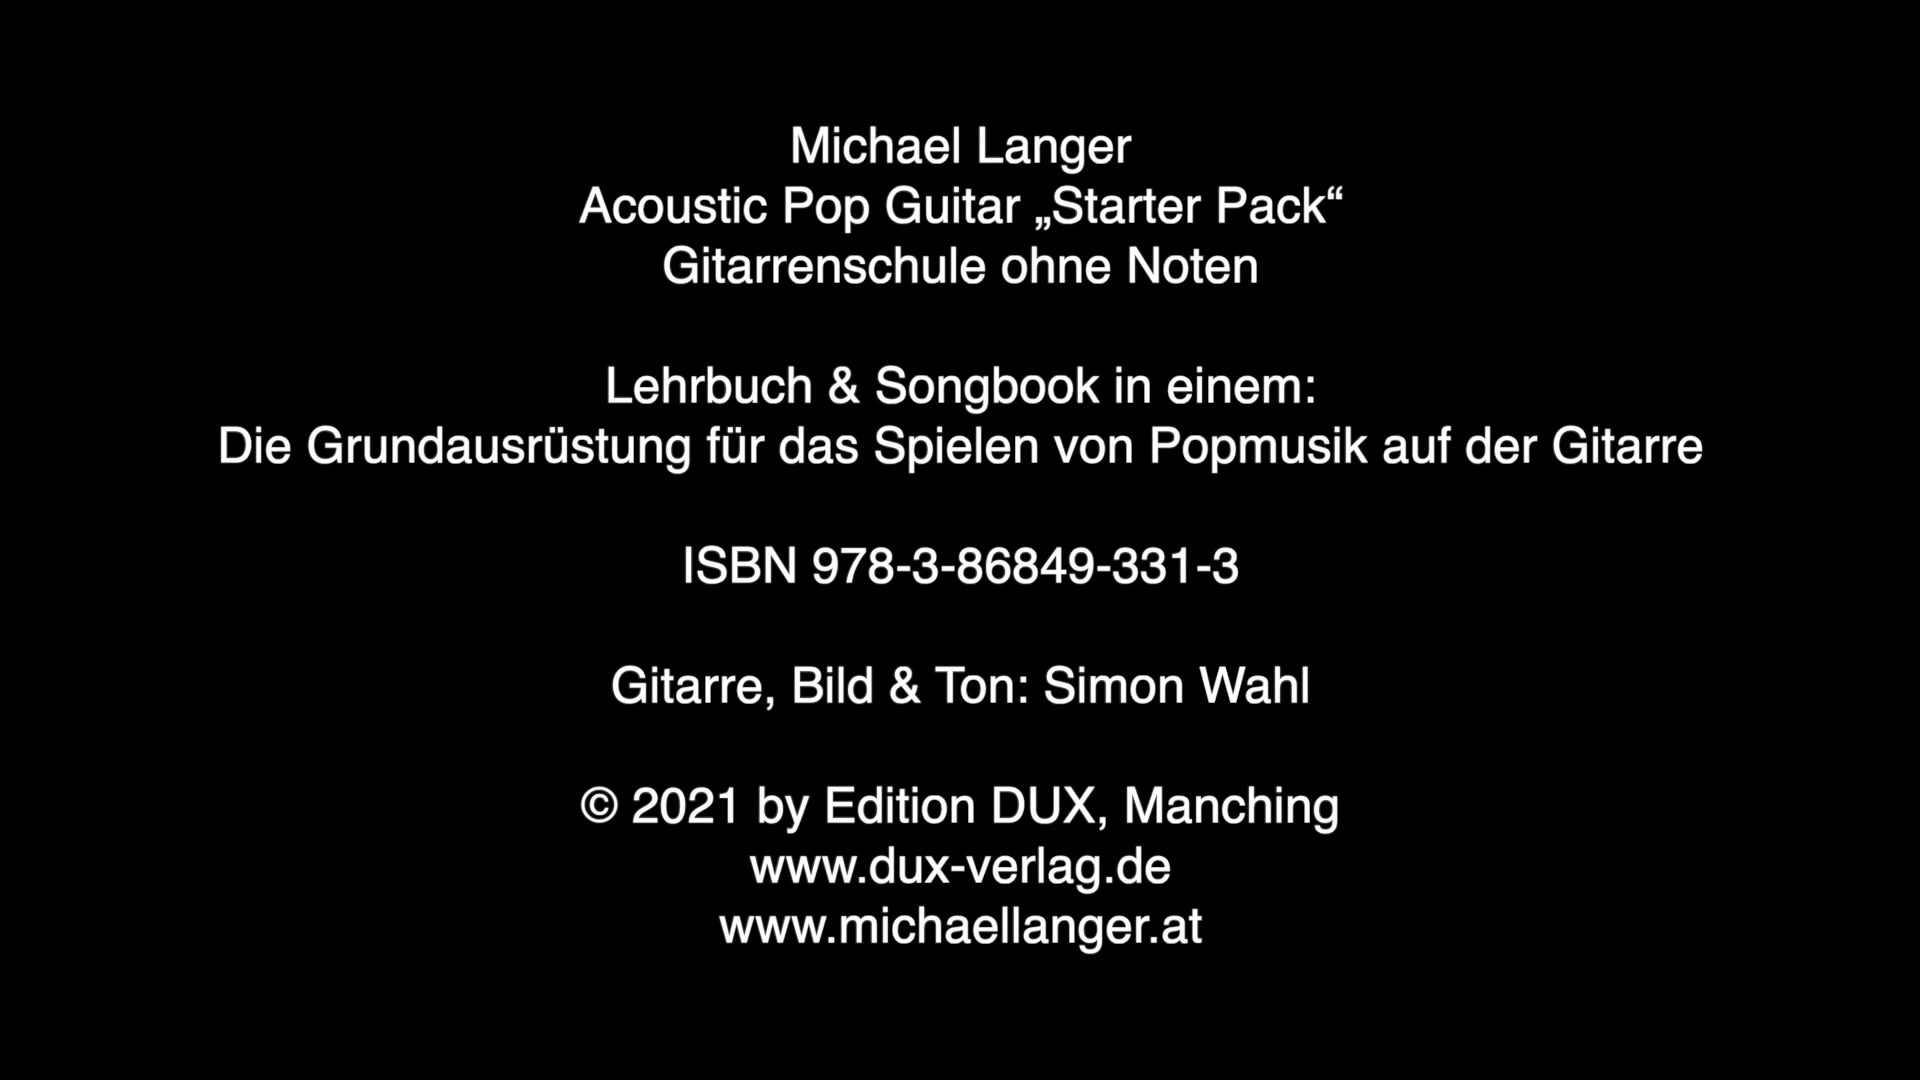 Michael Langer
Acoustic Pop Guitar „Starter Pack“
Gitarrenschule ohne Noten
Lehrbuch & Songbook in einem:
Die Grundausrüstung für das Spielen von Popmusik auf der Gitarre
ISBN 978-3-86849-331-3
Gitarre, Bild & Ton: Simon Wahl
© 2021 by Edition DUX, Manching
www.dux-verlag.de
www.michaellanger.at